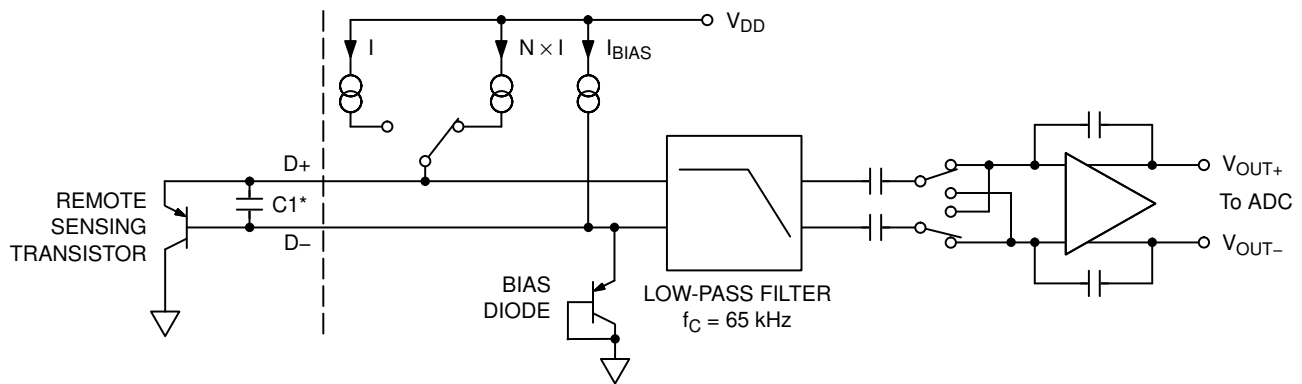 V_DD
I
N × I
I_BIAS
D+
REMOTE
SENSING
TRANSISTOR
C1*
D−
BIAS
DIODE
LOW-PASS FILTER
f_C = 65 kHz
V_OUT+
To ADC
V_OUT−